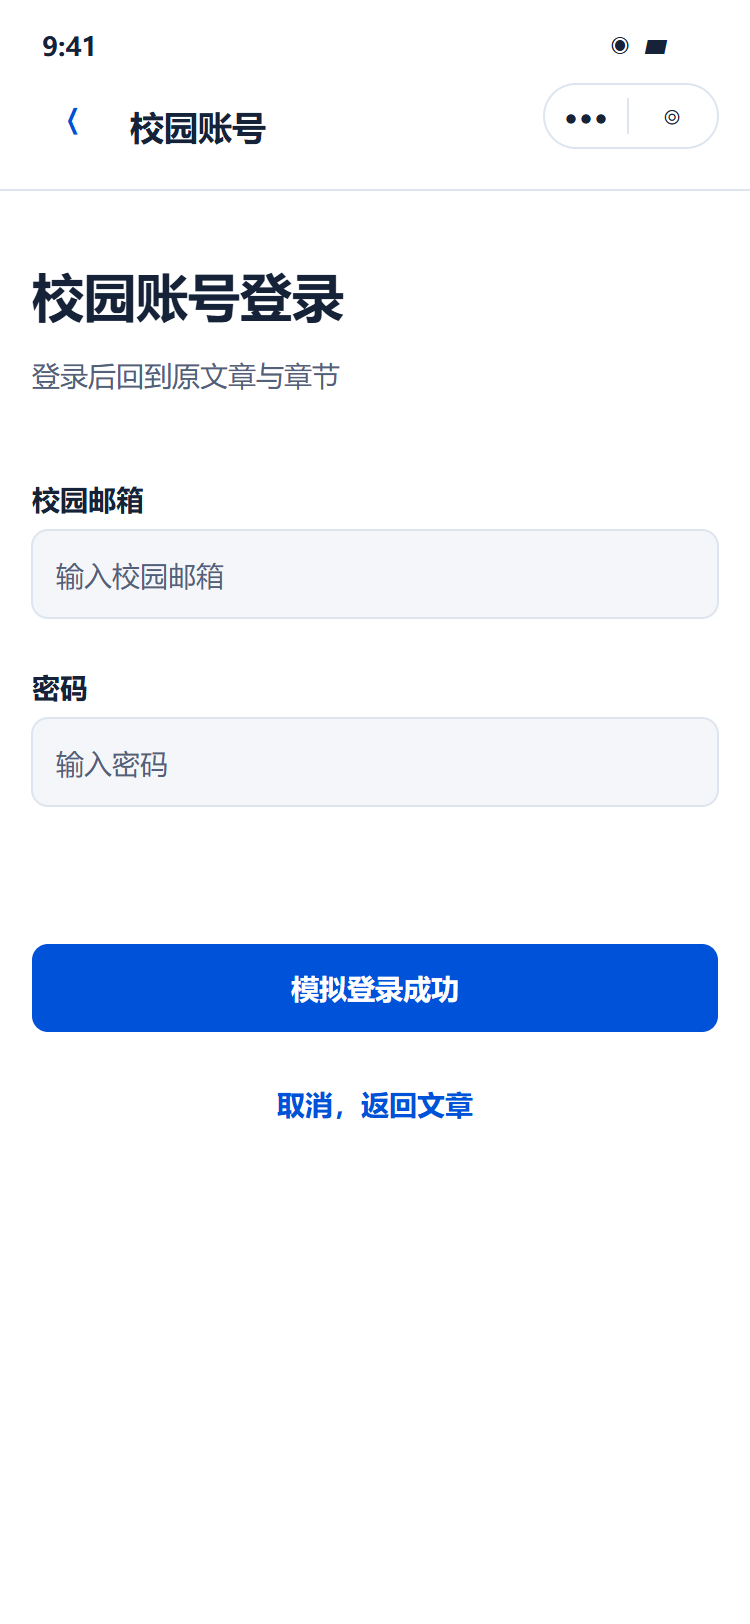 9:41
校园账号
校园账号登录
登录后回到原文章与章节
校园邮箱
输入校园邮箱
密码
输入密码
模拟登录成功
取消，返回文章